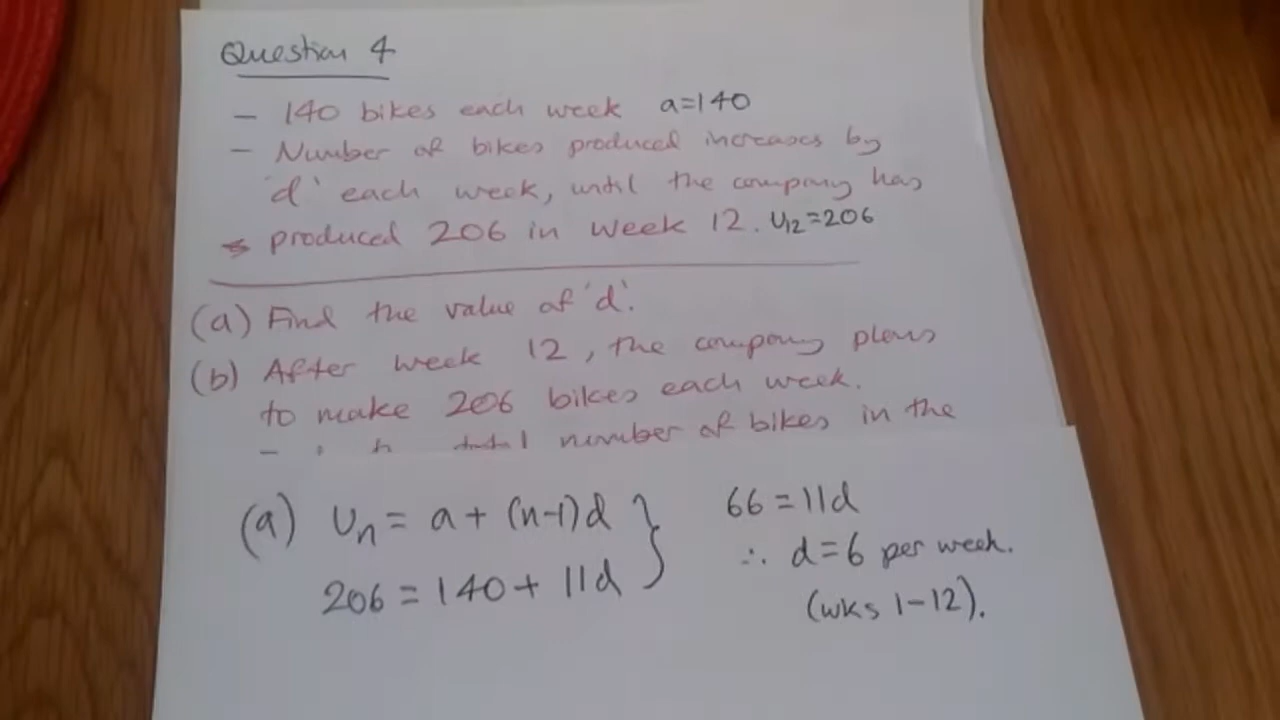 Question 4
- 140 bikes each week a=140
- Number of bikes produced increases by
'd' each week, until the company has
produced 206 in week 12. U12=206
(a) Find the value of 'd'.
(b) After week 12, the company plans
to make 206 bikes each week.
total number of bikes in the
(a) Un = a + (n-1)d }
206 = 140 + 11d
66 = 11d
∴ d=6 per week.
(wks 1-12).